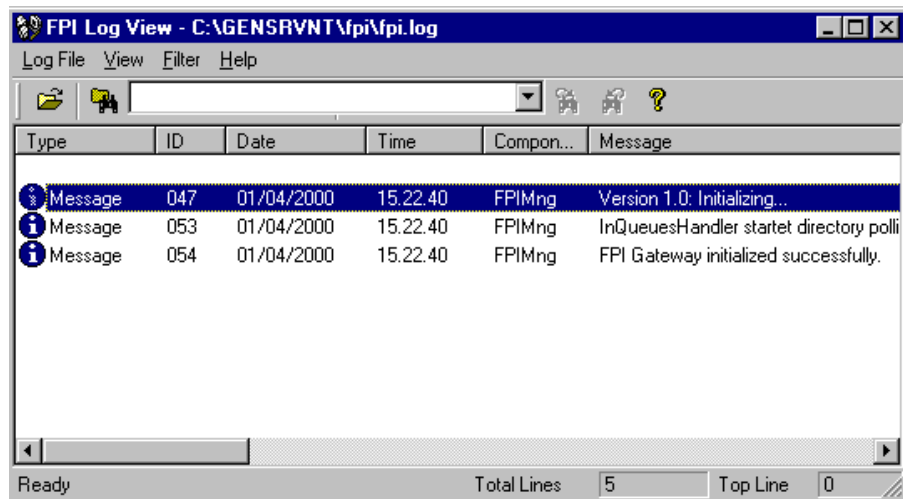 FPI Log View - C:\GENSRVNT\fpi\fpi.log
Log File View Filter Help
Type ID Date Time Compon... Message
Message 047 01/04/2000 15.22.40 FPIMng Version 1.0: Initializing...
Message 053 01/04/2000 15.22.40 FPIMng InQueuesHandler startet directory polli
Message 054 01/04/2000 15.22.40 FPIMng FPI Gateway initialized successfully.
Ready Total Lines 5 Top Line 0